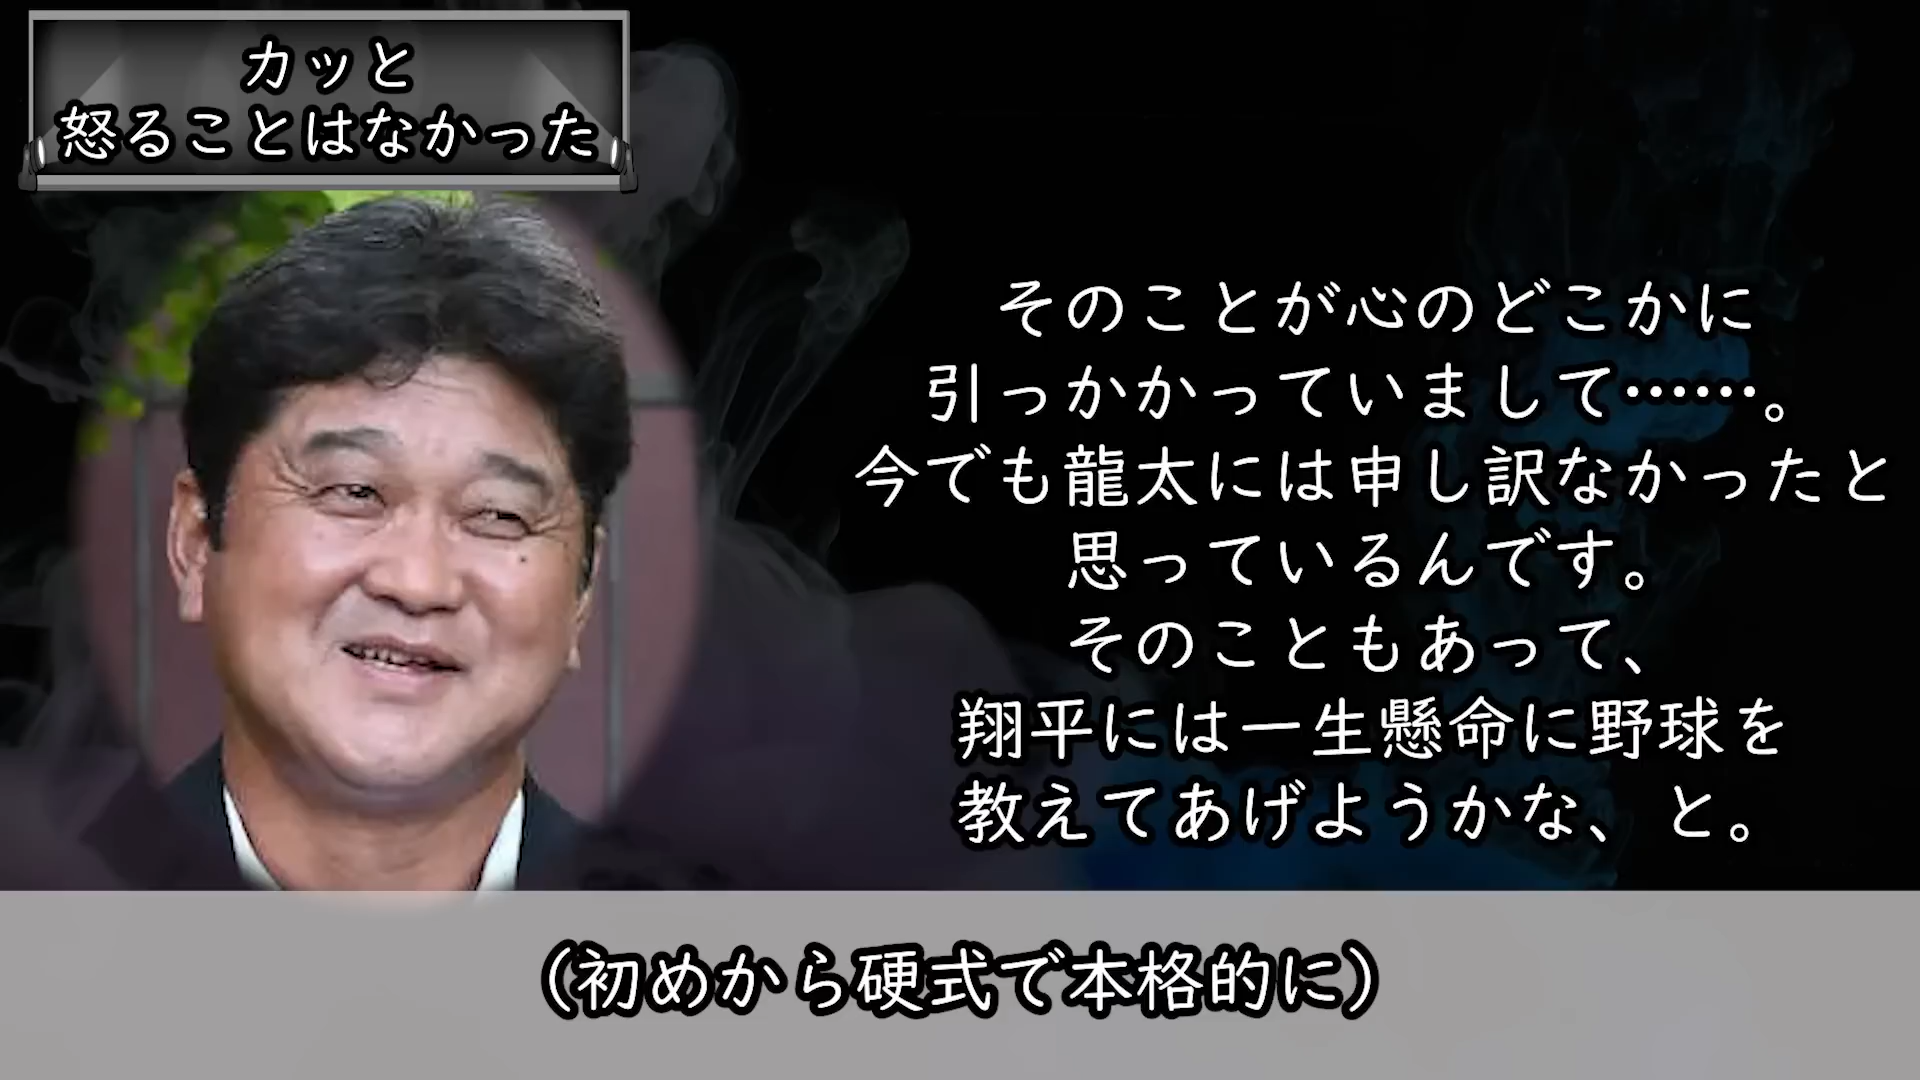 カッと
怒ることはなかった
そのことが心のどこかに
引っかかっていまして……。
今でも龍太には申し訳なかったと
思っているんです。
そのこともあって、
翔平には一生懸命に野球を
教えてあげようかな、と。
（初めから硬式で本格的に）